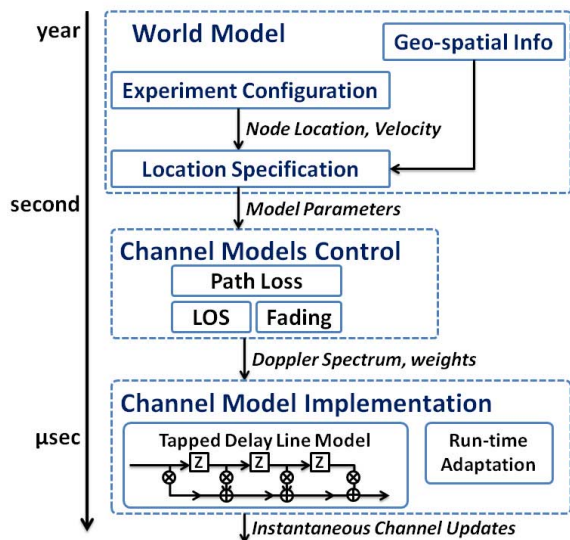 year
World Model
Geo-spatial Info
Experiment Configuration
Node Location, Velocity
Location Specification
second
Model Parameters
Channel Models Control
Path Loss
LOS
Fading
Doppler Spectrum, weights
Channel Model Implementation
µsec
Tapped Delay Line Model
Z
Z
Z
Run-time
Adaptation
Instantaneous Channel Updates